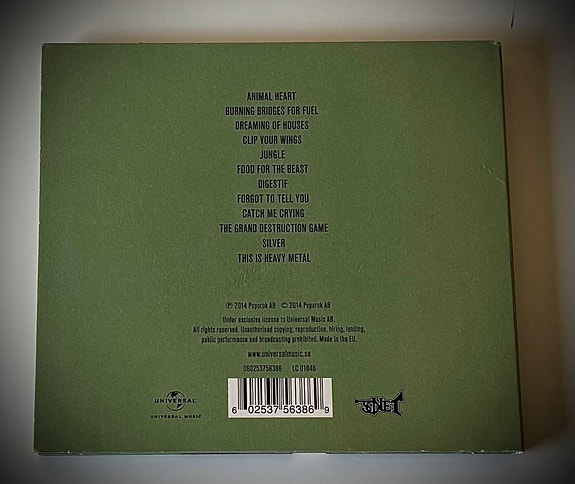 ANIMAL HEART
BURNING BRIDGES FOR FUEL
DREAMING OF HOUSES
CLIP YOUR WINGS
JUNGLE
FOOD FOR THE BEAST
DIGESTIF
FORGOT TO TELL YOU
CATCH ME CRYING
THE GRAND DESTRUCTION GAME
SILVER
THIS IS HEAVY METAL
℗ 2014 Poporok AB © 2014 Poporok AB
Under exclusive license to Universal Music AB.
All rights reserved. Unauthorised copying, reproduction, hiring, lending,
public performance and broadcasting prohibited. Made in the EU.
www.universalmusic.se
060253756386 LC 01846
6 02537 56386 9
UNIVERSAL
UNIVERSAL MUSIC